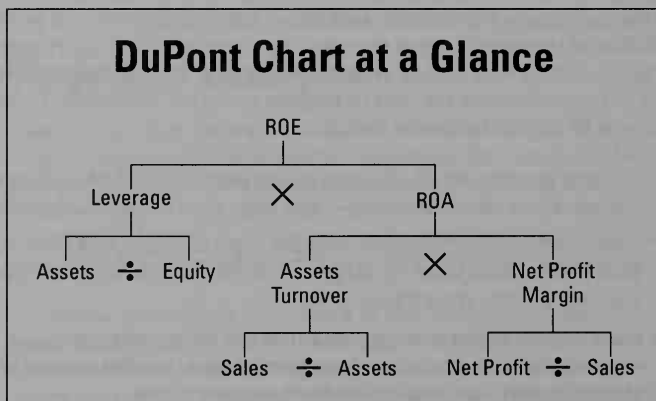 DuPont Chart at a Glance
ROE
Leverage × ROA
Assets ÷ Equity Assets Turnover × Net Profit Margin
Sales ÷ Assets Net Profit ÷ Sales